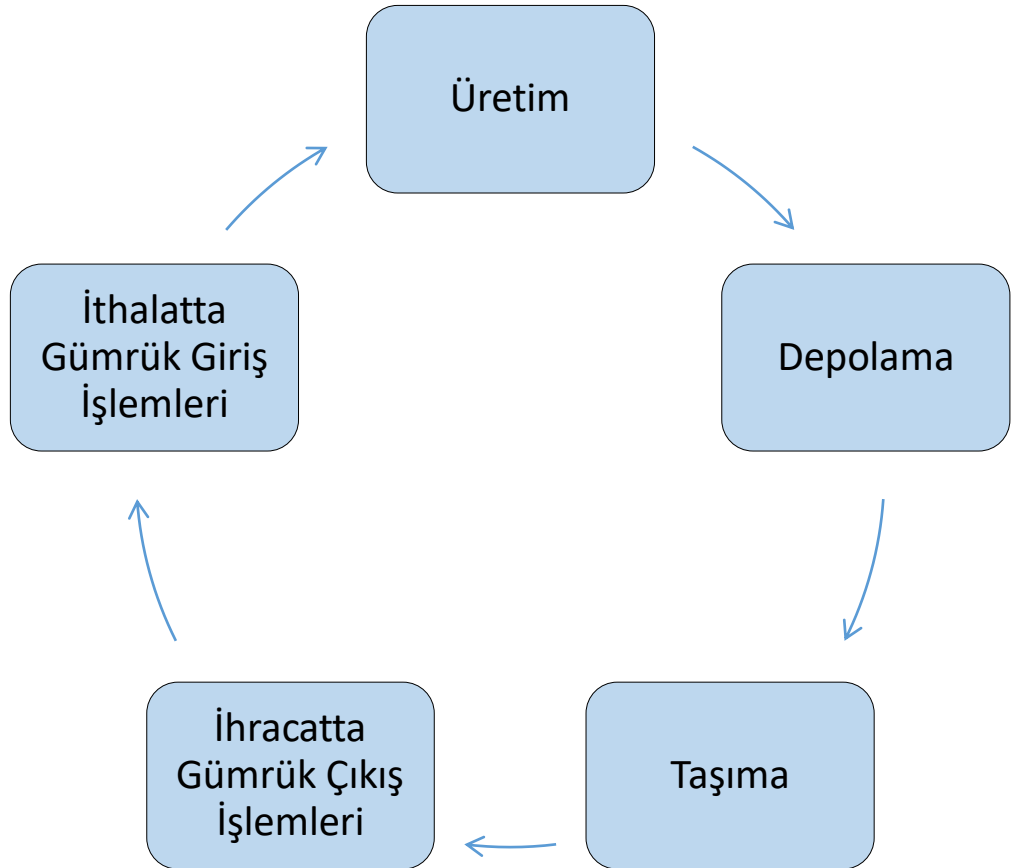 Üretim
Depolama
Taşıma
İhracatta
Gümrük Çıkış
İşlemleri
İthalatta
Gümrük Giriş
İşlemleri